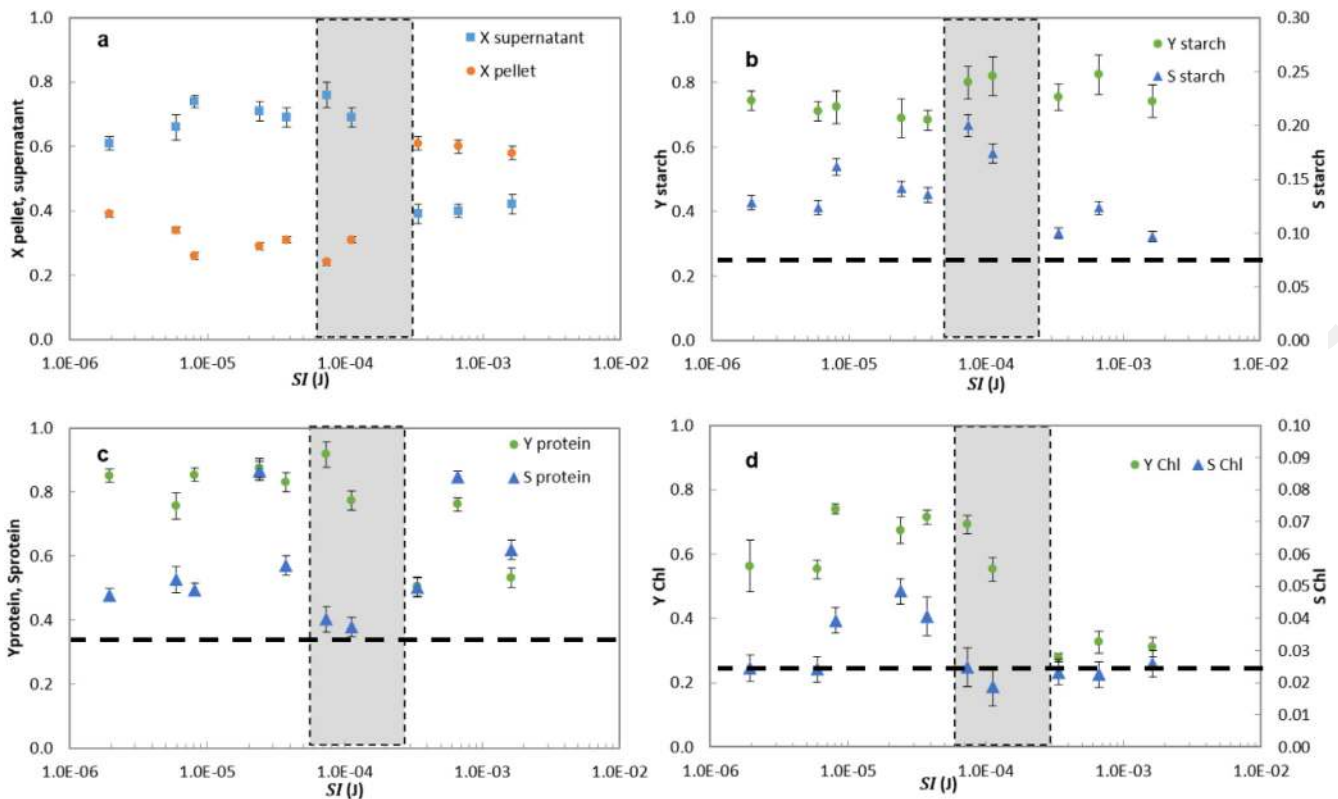 a
X supernatant
X pellet
X pellet, supernatant
1.0
0.8
0.6
0.4
0.2
0.0
1.0E-06
1.0E-05
1.0E-04
1.0E-03
1.0E-02
SI (J)
b
Y starch
S starch
Y starch
1.0
0.8
0.6
0.4
0.2
0.0
S starch
0.30
0.25
0.20
0.15
0.10
0.05
0.00
1.0E-06
1.0E-05
1.0E-04
1.0E-03
1.0E-02
SI (J)
c
Y protein
S protein
Yprotein, Sprotein
1.0
0.8
0.6
0.4
0.2
0.0
1.0E-06
1.0E-05
1.0E-04
1.0E-03
1.0E-02
SI (J)
d
Y Chl
S Chl
Y Chl
1.0
0.8
0.6
0.4
0.2
0.0
S Chl
0.10
0.09
0.08
0.07
0.06
0.05
0.04
0.03
0.02
0.01
0.00
1.0E-06
1.0E-05
1.0E-04
1.0E-03
1.0E-02
SI (J)